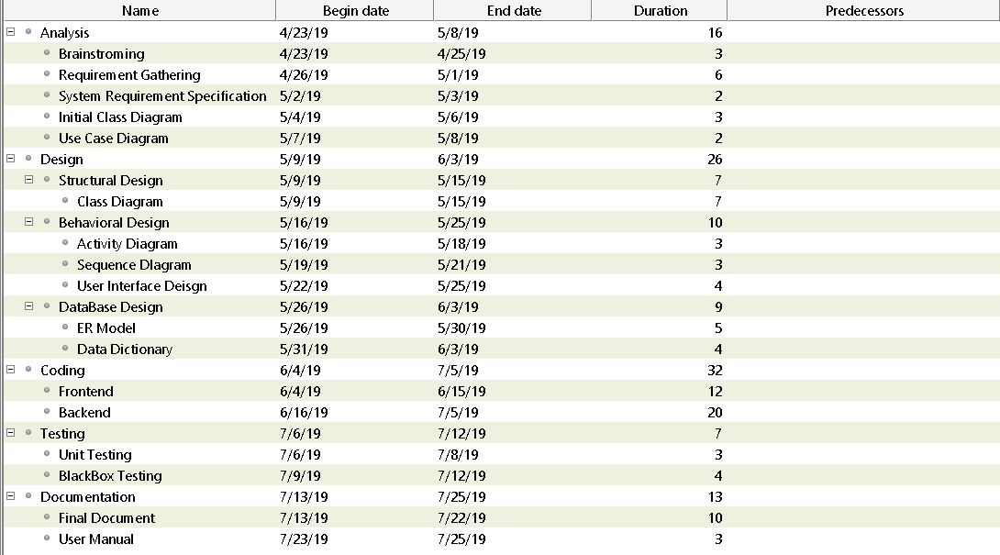 Name Begin date End date Duration Predecessors
Analysis 4/23/19 5/8/19 16
Brainstroming 4/23/19 4/25/19 3
Requirement Gathering 4/26/19 5/1/19 6
System Requirement Specification 5/2/19 5/3/19 2
Initial Class Diagram 5/4/19 5/6/19 3
Use Case Diagram 5/7/19 5/8/19 2
Design 5/9/19 6/3/19 26
Structural Design 5/9/19 5/15/19 7
Class Diagram 5/9/19 5/15/19 7
Behavioral Design 5/16/19 5/25/19 10
Activity Diagram 5/16/19 5/18/19 3
Sequence DIagram 5/19/19 5/21/19 3
User Interface Deisgn 5/22/19 5/25/19 4
DataBase Design 5/26/19 6/3/19 9
ER Model 5/26/19 5/30/19 5
Data Dictionary 5/31/19 6/3/19 4
Coding 6/4/19 7/5/19 32
Frontend 6/4/19 6/15/19 12
Backend 6/16/19 7/5/19 20
Testing 7/6/19 7/12/19 7
Unit Testing 7/6/19 7/8/19 3
BlackBox Testing 7/9/19 7/12/19 4
Documentation 7/13/19 7/25/19 13
Final Document 7/13/19 7/22/19 10
User Manual 7/23/19 7/25/19 3